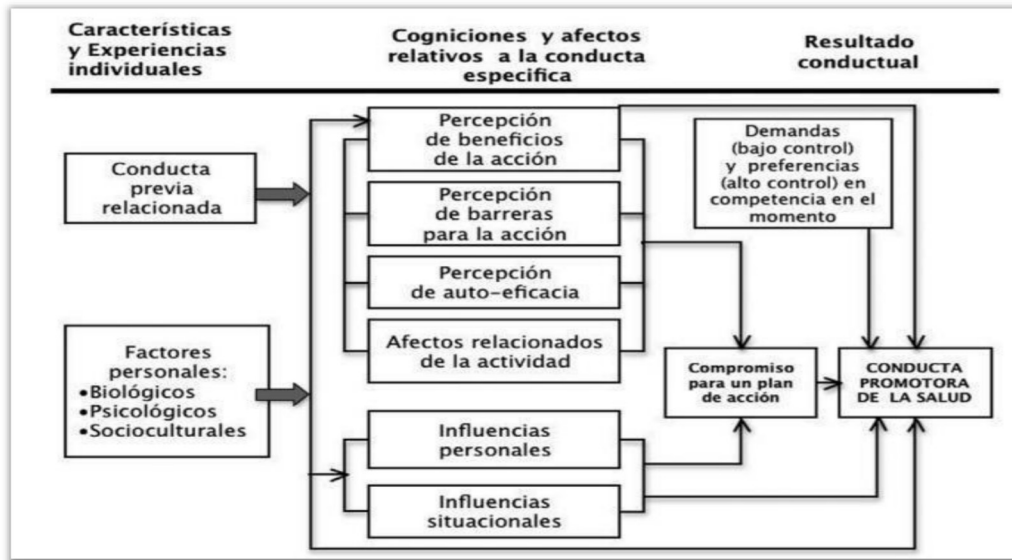 Características
y Experiencias
individuales
Cogniciones y afectos
relativos a la conducta
especifica
Resultado
conductual
Conducta
previa
relacionada
Factores
personales:
•Biológicos
•Psicológicos
•Socioculturales
Percepción
de beneficios
de la acción
Percepción
de barreras
para la acción
Percepción
de auto-eficacia
Afectos relacionados
de la actividad
Influencias
personales
Influencias
situacionales
Demandas
(bajo control)
y preferencias
(alto control) en
competencia en el
momento
Compromiso
para un plan
de acción
CONDUCTA
PROMOTORA
DE LA SALUD